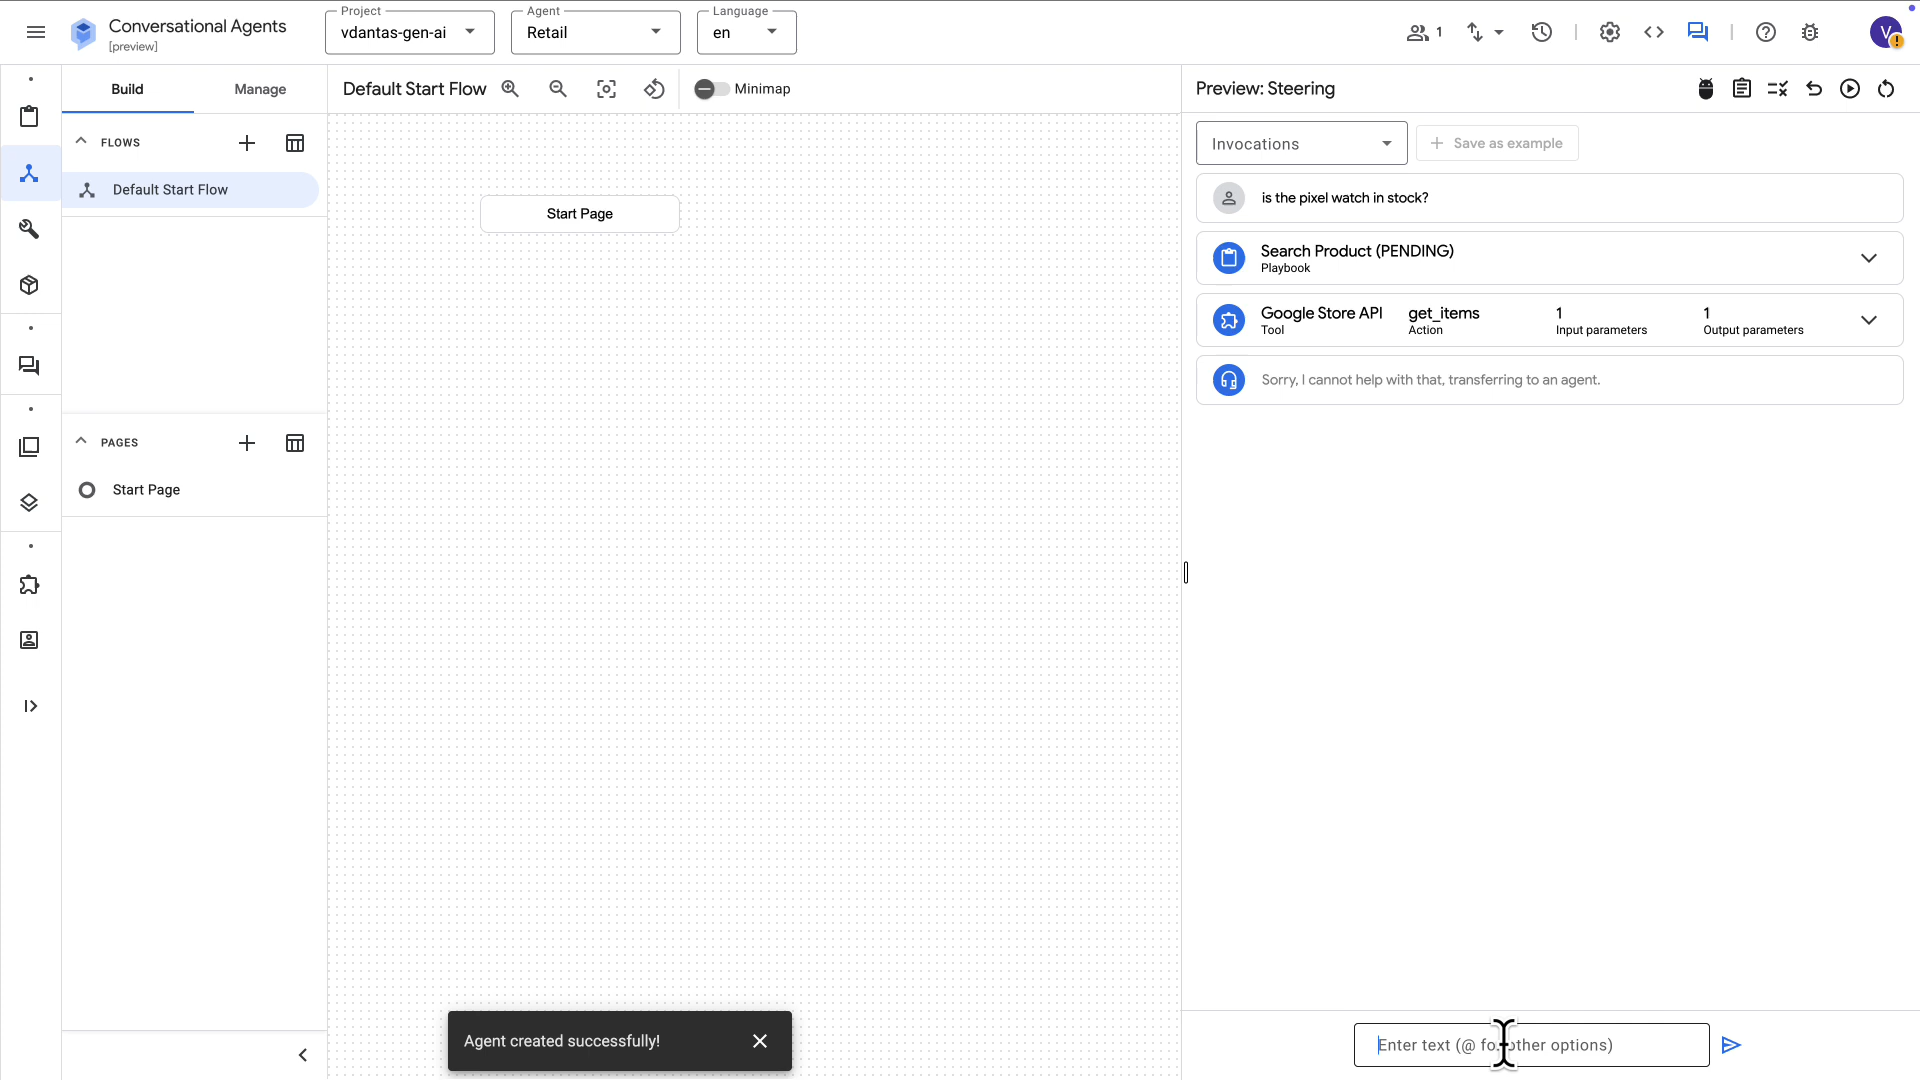 Conversational Agents
[preview]
Project
vdantas-gen-ai
Agent
Retail
Language
en
1
V
Build
Manage
Default Start Flow
Minimap
Preview: Steering
FLOWS
Default Start Flow
Start Page
PAGES
Start Page
Invocations
Save as example
is the pixel watch in stock?
Search Product (PENDING)
Playbook
Google Store API
Tool
get_items
Action
1
Input parameters
1
Output parameters
Sorry, I cannot help with that, transferring to an agent.
Agent created successfully!
Enter text (@ for other options)